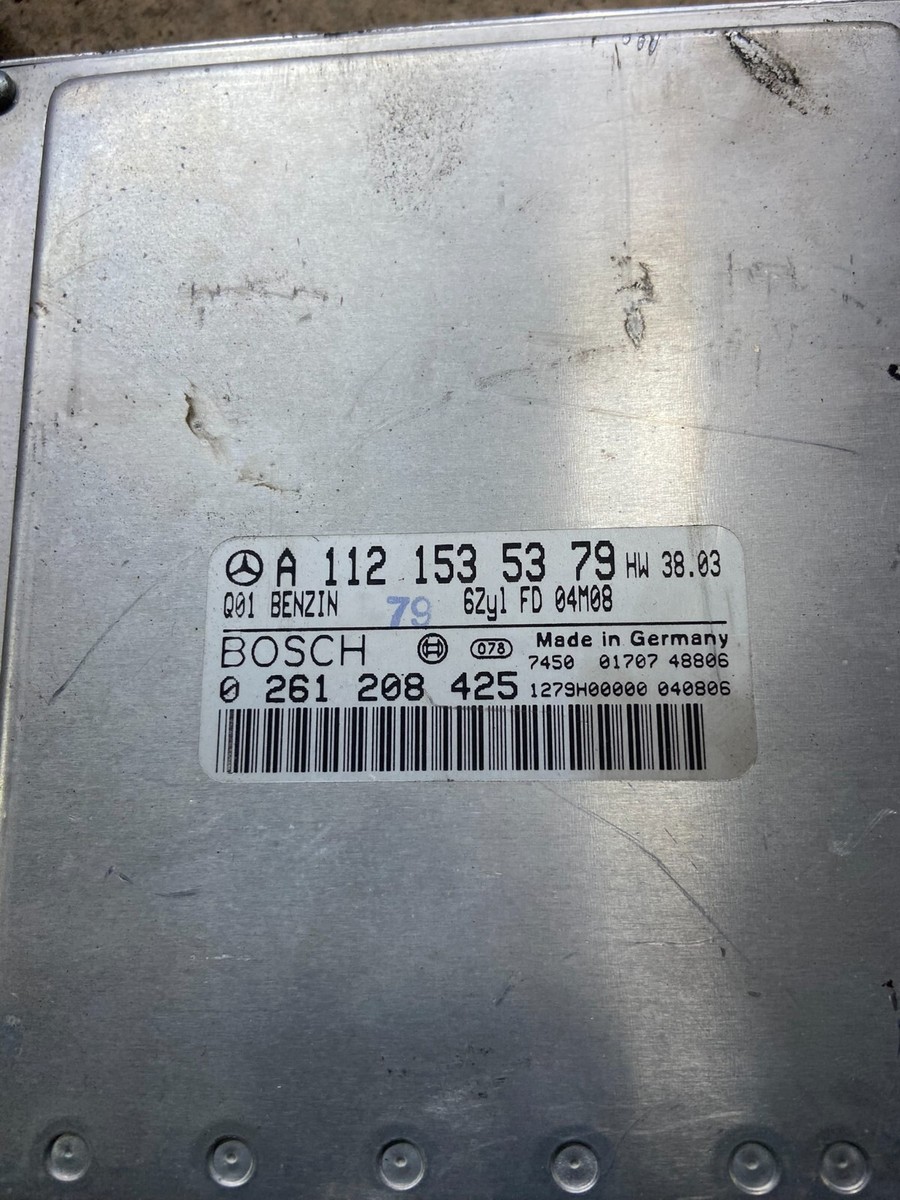 A 112 153 53 79 HW 38.03
Q01 BENZIN 79 6Zyl FD 04M08
BOSCH 078 Made in Germany
7450 01707 48806
0 261 208 425 1279H00000 040806